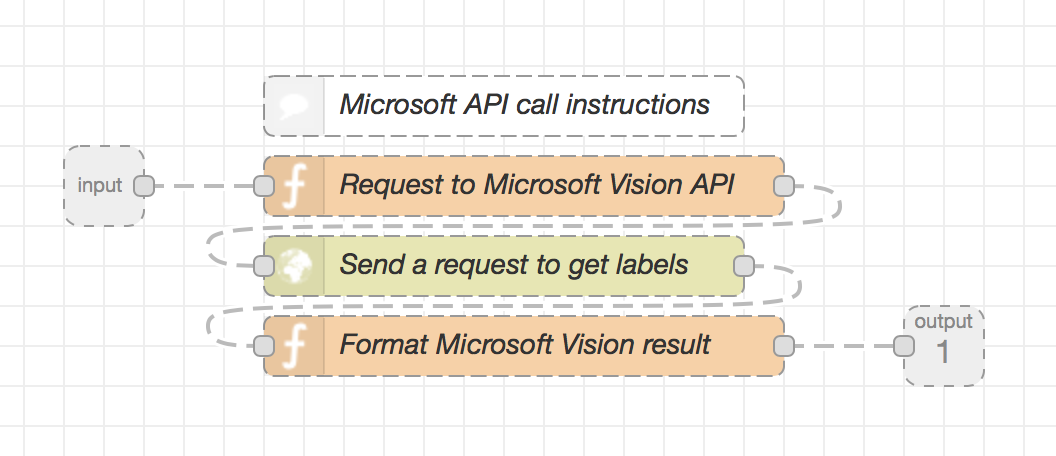 Microsoft API call instructions
input
Request to Microsoft Vision API
Send a request to get labels
Format Microsoft Vision result
output
1